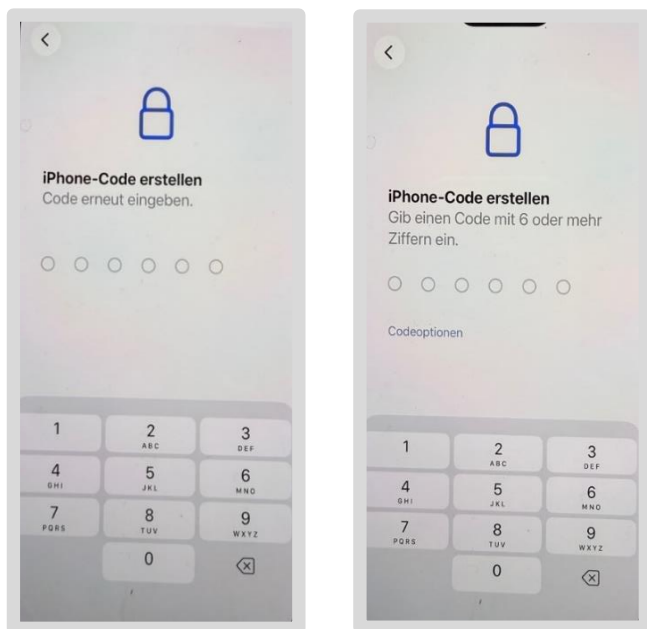 iPhone-Code erstellen
Code erneut eingeben.
1
2
ABC
3
DEF
4
GHI
5
JKL
6
MNO
7
PQRS
8
TUV
9
WXYZ
0
iPhone-Code erstellen
Gib einen Code mit 6 oder mehr
Ziffern ein.
Codeoptionen
1
2
ABC
3
DEF
4
GHI
5
JKL
6
MNO
7
PQRS
8
TUV
9
WXYZ
0